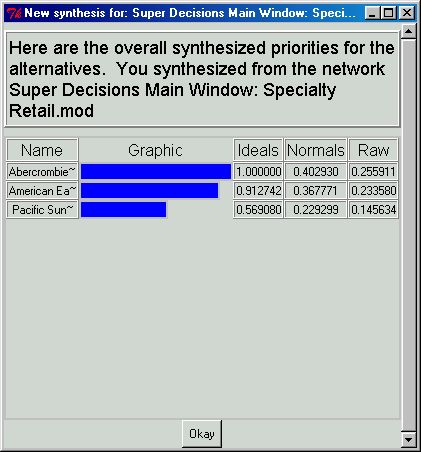 New synthesis for: Super Decisions Main Window: Speci...
Here are the overall synthesized priorities for the
alternatives. You synthesized from the network
Super Decisions Main Window: Specialty
Retail.mod
Name Graphic Ideals Normals Raw
Abercrombie~ 1.000000 0.402930 0.255911
American Ea~ 0.912742 0.367771 0.233580
Pacific Sun~ 0.569080 0.229299 0.145634
Okay